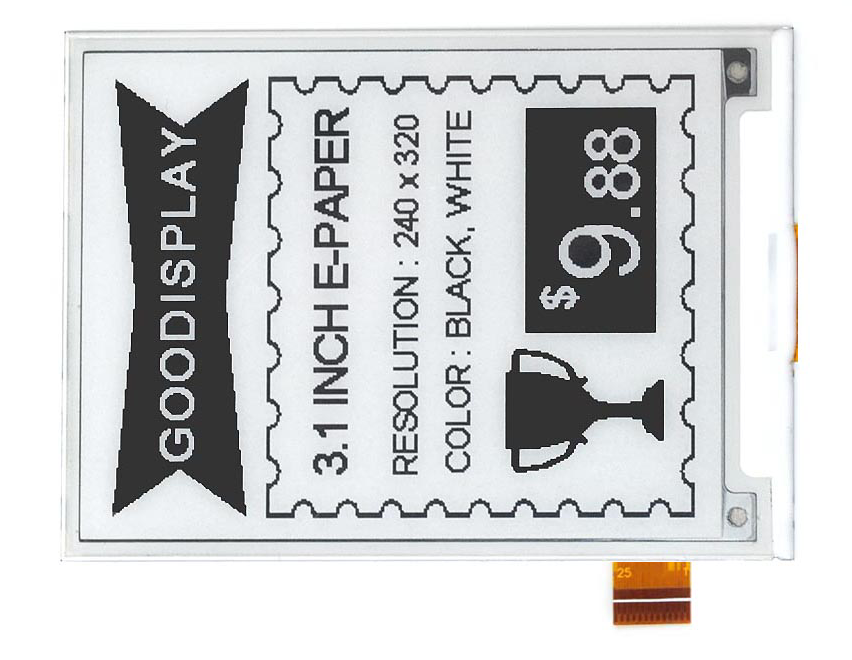 GOODISPLAY
3.1 INCH E-PAPER
RESOLUTION : 240 x 320
COLOR : BLACK, WHITE
$9.88
25